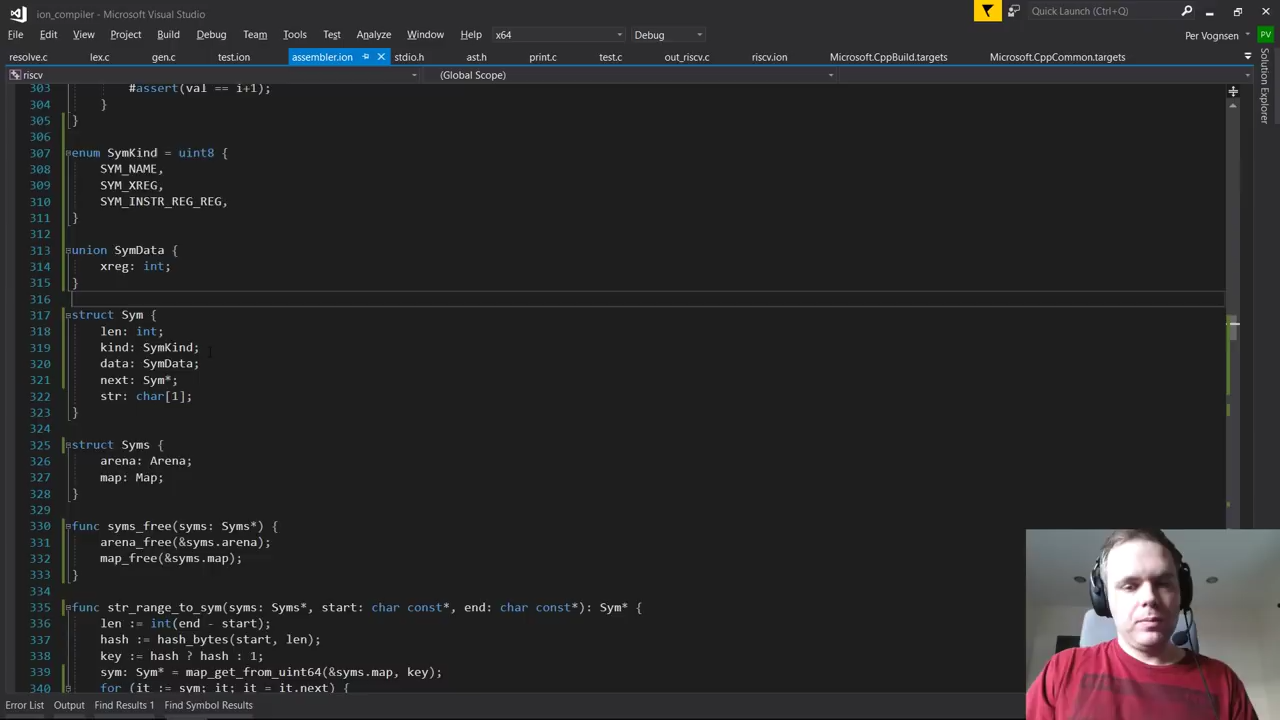 ion_compiler - Microsoft Visual Studio
Quick Launch (Ctrl+Q)
File Edit View Project Build Debug Team Tools Test Analyze Window Help x64 Debug
Per Vognsen PV
resolve.c lex.c gen.c test.ion assembler.ion stdio.h ast.h print.c test.c out_riscv.c riscv.ion Microsoft.CppBuild.targets Microsoft.CppCommon.targets
riscv (Global Scope)
Solution Explorer
Team Explorer
303 #assert(val == i+1);
304 }
305 }
306
307 enum SymKind = uint8 {
308 SYM_NAME,
309 SYM_XREG,
310 SYM_INSTR_REG_REG,
311 }
312
313 union SymData {
314 xreg: int;
315 }
316
317 struct Sym {
318 len: int;
319 kind: SymKind;
320 data: SymData;
321 next: Sym*;
322 str: char[1];
323 }
324
325 struct Syms {
326 arena: Arena;
327 map: Map;
328 }
329
330 func syms_free(syms: Syms*) {
331 arena_free(&syms.arena);
332 map_free(&syms.map);
333 }
334
335 func str_range_to_sym(syms: Syms*, start: char const*, end: char const*): Sym* {
336 len := int(end - start);
337 hash := hash_bytes(start, len);
338 key := hash ? hash : 1;
339 sym: Sym* = map_get_from_uint64(&syms.map, key);
340 for (it := sym; it; it = it.next) {
Error List Output Find Results 1 Find Symbol Results